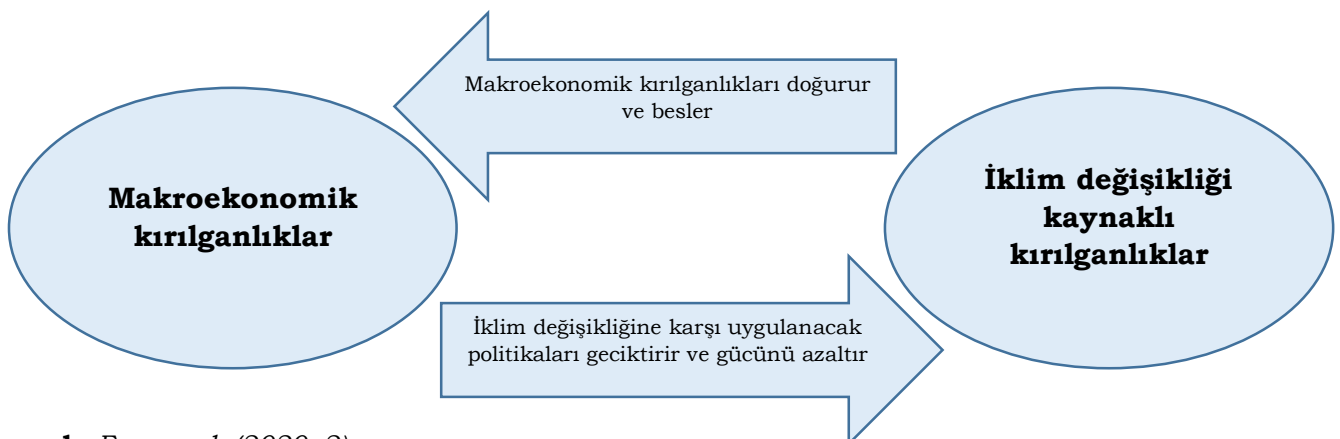 Makroekonomik kırılganlıkları doğurur
ve besler
Makroekonomik
kırılganlıklar
İklim değişikliği
kaynaklı
kırılganlıklar
İklim değişikliğine karşı uygulanacak
politikaları geciktirir ve gücünü azaltır